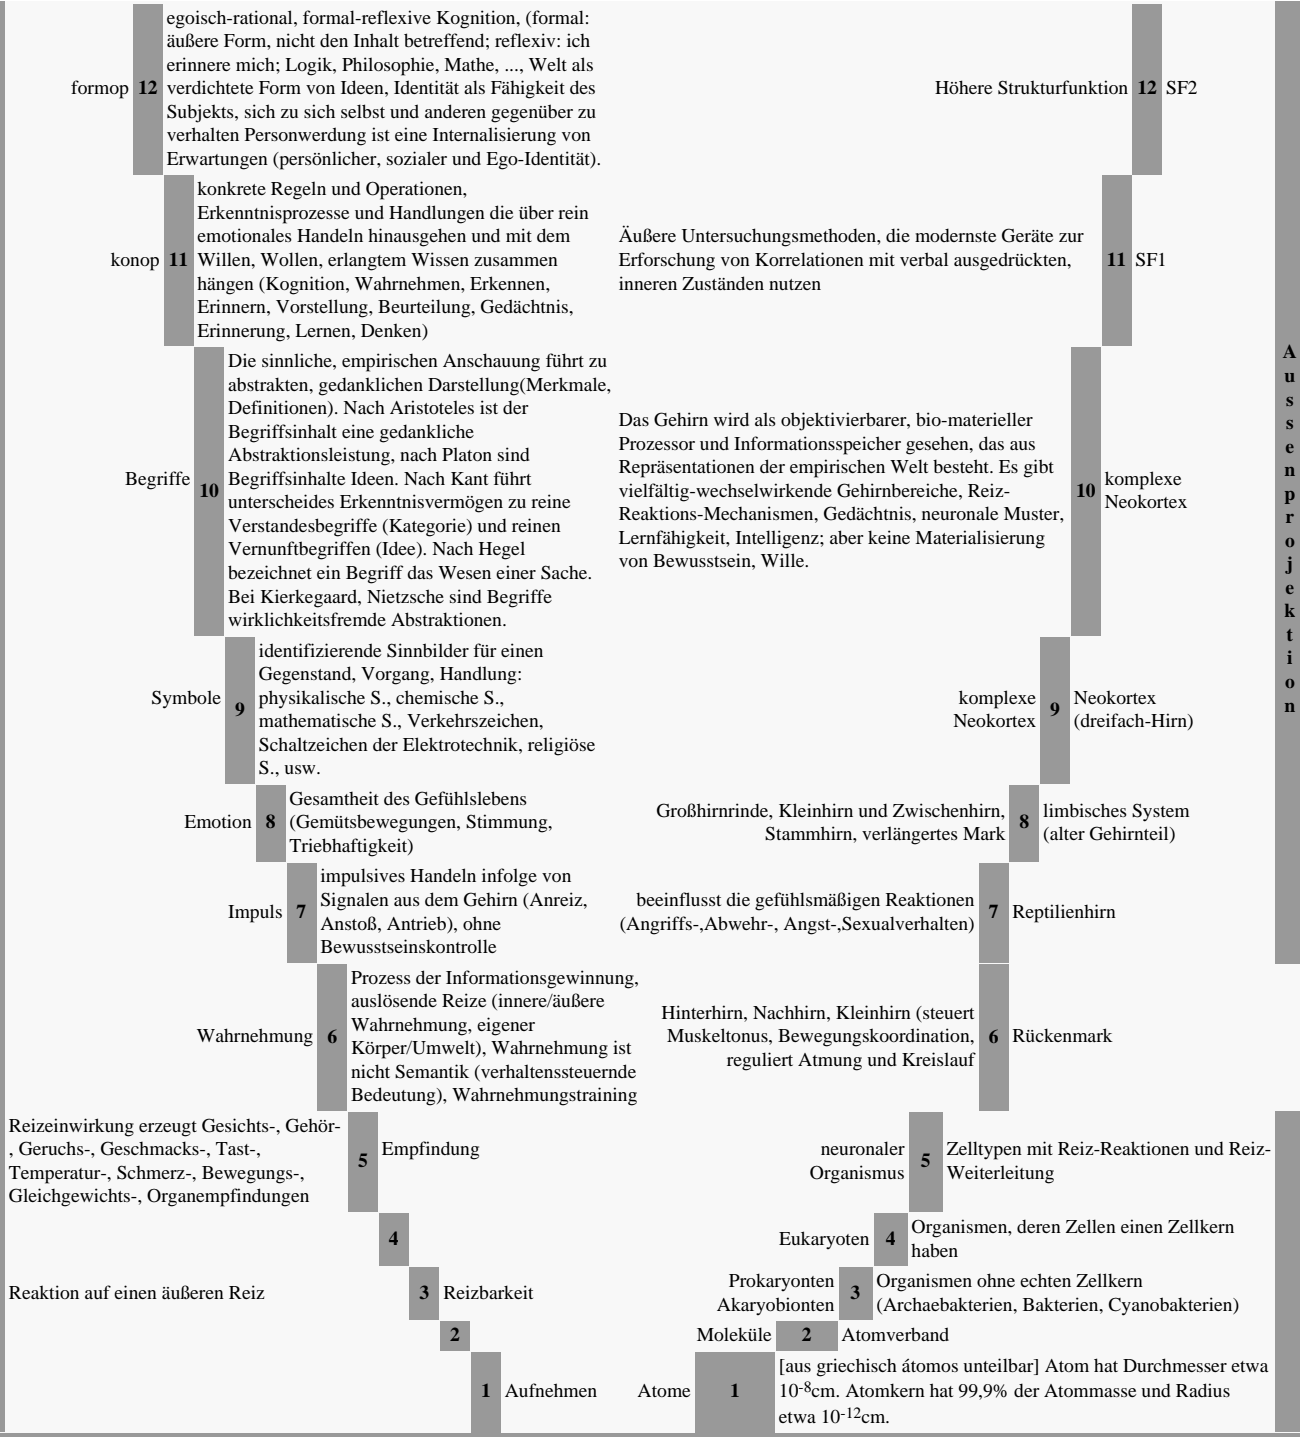 formop
12
egoisch-rational, formal-reflexive Kognition, (formal:
äußere Form, nicht den Inhalt betreffend; reflexiv: ich
erinnere mich; Logik, Philosophie, Mathe, ..., Welt als
verdichtete Form von Ideen, Identität als Fähigkeit des
Subjekts, sich zu sich selbst und anderen gegenüber zu
verhalten Personwerdung ist eine Internalisierung von
Erwartungen (persönlicher, sozialer und Ego-Identität).
Höhere Strukturfunktion
12
SF2
konop
11
konkrete Regeln und Operationen,
Erkenntnisprozesse und Handlungen die über rein
emotionales Handeln hinausgehen und mit dem
Willen, Wollen, erlangtem Wissen zusammen
hängen (Kognition, Wahrnehmen, Erkennen,
Erinnern, Vorstellung, Beurteilung, Gedächtnis,
Erinnerung, Lernen, Denken)
Äußere Untersuchungsmethoden, die modernste Geräte zur
Erforschung von Korrelationen mit verbal ausgedrückten,
inneren Zuständen nutzen
11
SF1
Begriffe
10
Die sinnliche, empirischen Anschauung führt zu
abstrakten, gedanklichen Darstellung(Merkmale,
Definitionen). Nach Aristoteles ist der
Begriffsinhalt eine gedankliche
Abstraktionsleistung, nach Platon sind
Begriffsinhalte Ideen. Nach Kant führt
unterscheides Erkenntnisvermögen zu reine
Verstandesbegriffe (Kategorie) und reinen
Vernunftbegriffen (Idee). Nach Hegel
bezeichnet ein Begriff das Wesen einer Sache.
Bei Kierkegaard, Nietzsche sind Begriffe
wirklichkeitsfremde Abstraktionen.
Das Gehirn wird als objektivierbarer, bio-materieller
Prozessor und Informationsspeicher gesehen, das aus
Repräsentationen der empirischen Welt besteht. Es gibt
vielfältig-wechselwirkende Gehirnbereiche, Reiz-
Reaktions-Mechanismen, Gedächtnis, neuronale Muster,
Lernfähigkeit, Intelligenz; aber keine Materialisierung
von Bewusstsein, Wille.
10
komplexe
Neokortex
Symbole
9
identifizierende Sinnbilder für einen
Gegenstand, Vorgang, Handlung:
physikalische S., chemische S.,
mathematische S., Verkehrszeichen,
Schaltzeichen der Elektrotechnik, religiöse
S., usw.
komplexe
Neokortex
9
Neokortex
(dreifach-Hirn)
Emotion
8
Gesamtheit des Gefühlslebens
(Gemütsbewegungen, Stimmung,
Triebhaftigkeit)
Großhirnrinde, Kleinhirn und Zwischenhirn,
Stammhirn, verlängertes Mark
8
limbisches System
(alter Gehirnteil)
Impuls
7
impulsives Handeln infolge von
Signalen aus dem Gehirn (Anreiz,
Anstoß, Antrieb), ohne
Bewusstseinskontrolle
beeinflusst die gefühlsmäßigen Reaktionen
(Angriffs-,Abwehr-, Angst-,Sexualverhalten)
7
Reptilienhirn
Wahrnehmung
6
Prozess der Informationsgewinnung,
auslösende Reize (innere/äußere
Wahrnehmung, eigener
Körper/Umwelt), Wahrnehmung ist
nicht Semantik (verhaltenssteuernde
Bedeutung), Wahrnehmungstraining
Hinterhirn, Nachhirn, Kleinhirn (steuert
Muskeltonus, Bewegungskoordination,
reguliert Atmung und Kreislauf
6
Rückenmark
Reizeinwirkung erzeugt Gesichts-, Gehör-
, Geruchs-, Geschmacks-, Tast-,
Temperatur-, Schmerz-, Bewegungs-,
Gleichgewichts-, Organempfindungen
5
Empfindung
neuronaler
Organismus
5
Zelltypen mit Reiz-Reaktionen und Reiz-
Weiterleitung
4
Eukaryoten
4
Organismen, deren Zellen einen Zellkern
haben
Reaktion auf einen äußeren Reiz
3
Reizbarkeit
Prokaryonten
Akaryobionten
3
Organismen ohne echten Zellkern
(Archaebakterien, Bakterien, Cyanobakterien)
2
Moleküle
2
Atomverband
1
Aufnehmen
Atome
1
[aus griechisch átomos unteilbar] Atom hat Durchmesser etwa
10-8cm. Atomkern hat 99,9% der Atommasse und Radius
etwa 10-12cm.
A
u
s
s
e
n
p
r
o
j
e
k
t
i
o
n